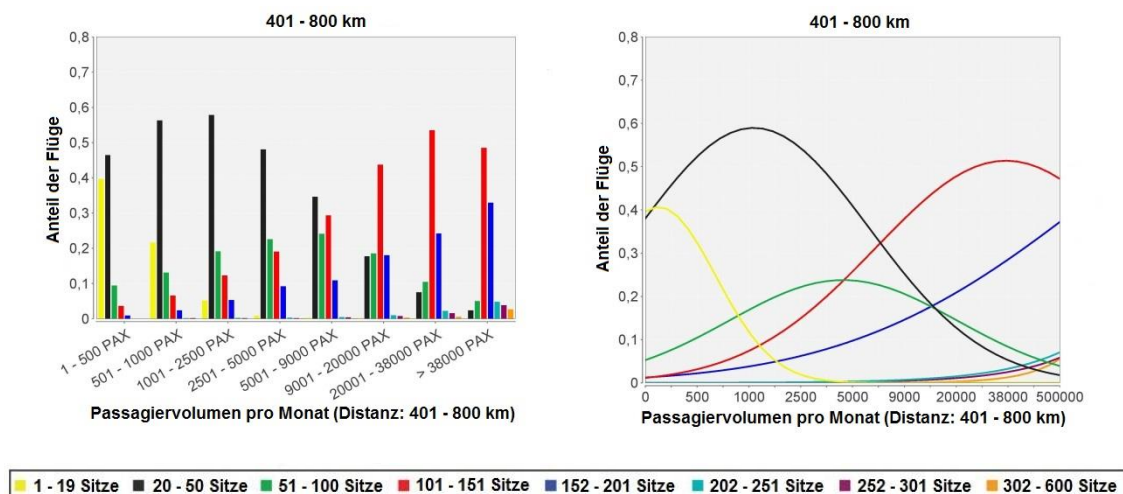 401 - 800 km
0,8
0,7
0,6
0,5
0,4
0,3
0,2
0,1
0
Anteil der Flüge
1 - 500 PAX
501 - 1000 PAX
1001 - 2500 PAX
2501 - 5000 PAX
5001 - 9000 PAX
9001 - 20000 PAX
20001 - 38000 PAX
> 38000 PAX
Passagiervolumen pro Monat (Distanz: 401 - 800 km)
401 - 800 km
0,8
0,7
0,6
0,5
0,4
0,3
0,2
0,1
0
Anteil der Flüge
0 500 1000 2500 5000 9000 20000 38000 500000
Passagiervolumen pro Monat (Distanz: 401 - 800 km)
1 - 19 Sitze 20 - 50 Sitze 51 - 100 Sitze 101 - 151 Sitze 152 - 201 Sitze 202 - 251 Sitze 252 - 301 Sitze 302 - 600 Sitze